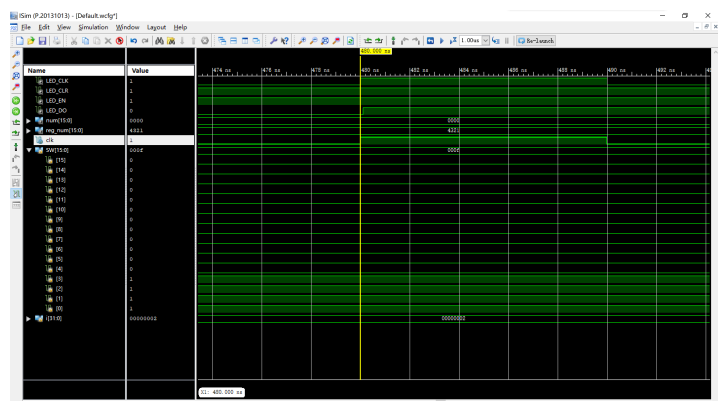 ISim (P.20131013) - [Default.wcfg*]
File Edit View Simulation Window Layout Help
1.00us Re-launch
480.000 ns
Name Value
474 ns 476 ns 478 ns 480 ns 482 ns 484 ns 486 ns 488 ns 490 ns 492 ns
LED_CLK 1
LED_CLR 1
LED_EN 1
LED_DO 0
num[15:0] 0000 0000
reg_num[15:0] 4321 4321
clk 1
SW[15:0] 000f 000f
[15] 0
[14] 0
[13] 0
[12] 0
[11] 0
[10] 0
[9] 0
[8] 0
[7] 0
[6] 0
[5] 0
[4] 0
[3] 1
[2] 1
[1] 1
[0] 1
i[31:0] 00000002 00000002
X1: 480.000 ns